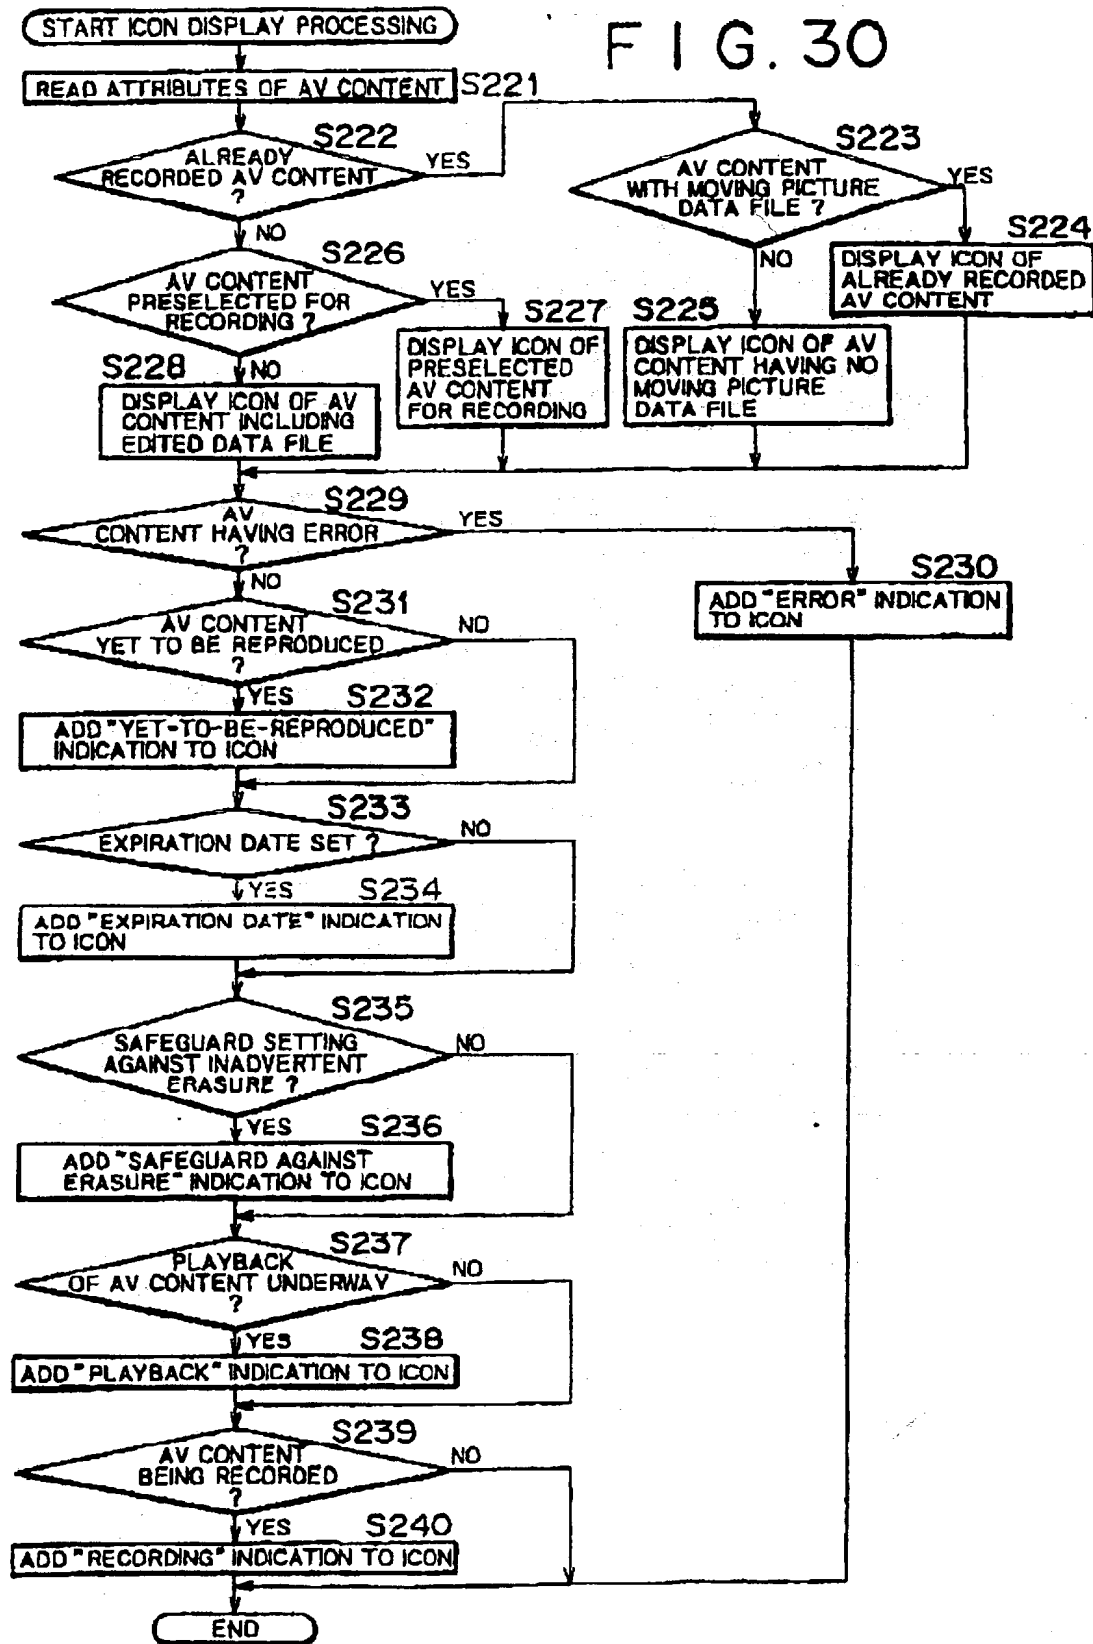 FIG. 30
START ICON DISPLAY PROCESSING
READ ATTRIBUTES OF AV CONTENT
S221
S222
ALREADY
RECORDED AV CONTENT
?
YES
NO
S223
AV CONTENT
WITH MOVING PICTURE
DATA FILE ?
YES
NO
S224
DISPLAY ICON OF
ALREADY RECORDED
AV CONTENT
S225
DISPLAY ICON OF AV
CONTENT HAVING NO
MOVING PICTURE
DATA FILE
S226
AV CONTENT
PRESELECTED FOR
RECORDING ?
YES
NO
S227
DISPLAY ICON OF
PRESELECTED
AV CONTENT
FOR RECORDING
S228
DISPLAY ICON OF AV
CONTENT INCLUDING
EDITED DATA FILE
S229
AV
CONTENT HAVING ERROR
?
YES
NO
S230
ADD "ERROR" INDICATION
TO ICON
S231
AV CONTENT
YET TO BE REPRODUCED
?
NO
YES
S232
ADD "YET-TO-BE-REPRODUCED"
INDICATION TO ICON
S233
EXPIRATION DATE SET ?
NO
YES
S234
ADD "EXPIRATION DATE" INDICATION
TO ICON
S235
SAFEGUARD SETTING
AGAINST INADVERTENT
ERASURE ?
NO
YES
S236
ADD "SAFEGUARD AGAINST
ERASURE" INDICATION TO ICON
S237
PLAYBACK
OF AV CONTENT UNDERWAY
?
NO
YES
S238
ADD "PLAYBACK" INDICATION TO ICON
S239
AV CONTENT
BEING RECORDED
?
NO
YES
S240
ADD "RECORDING" INDICATION TO ICON
END